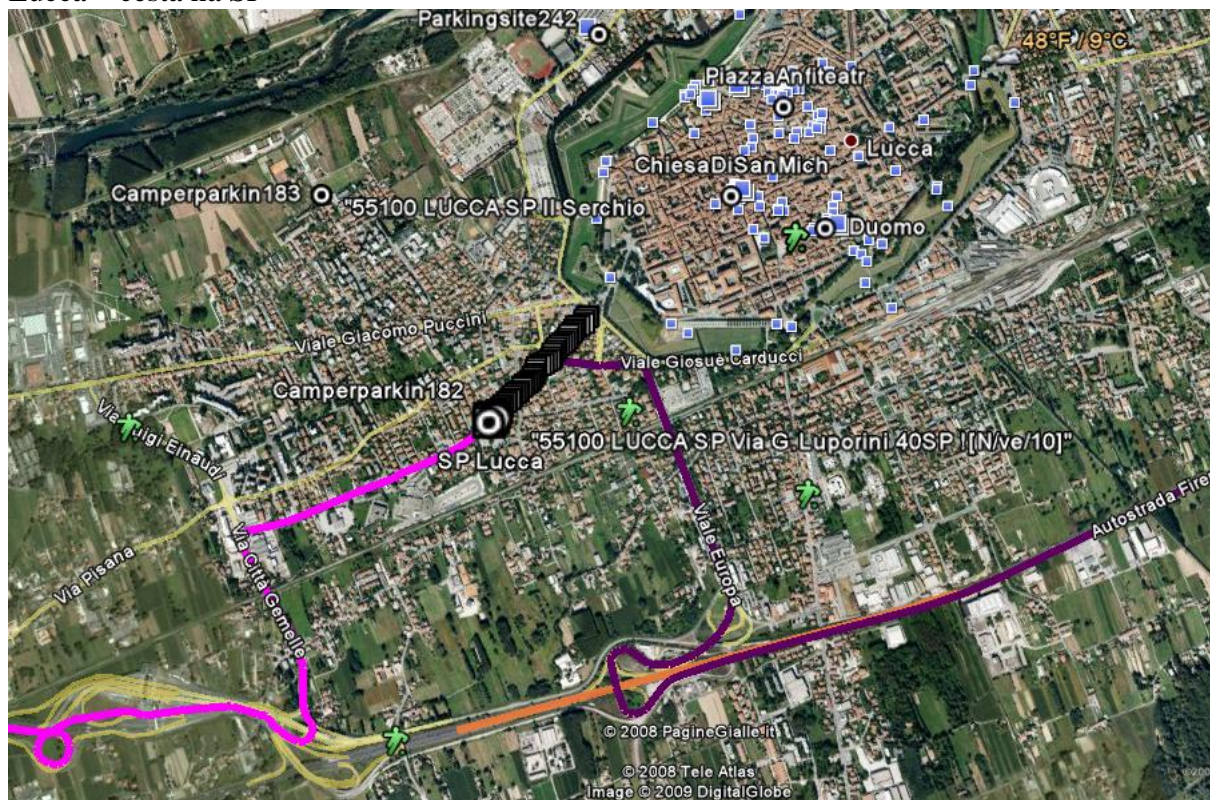 Parkingsite242
48°F / 9°C
PiazzaAnfiteatr
Lucca
ChiesaDiSanMich
Camperparkin183
"55100 LUCCA SP Il Serchio
Duomo
Viale Giacomo Puccini
Viale Giosuè Carducci
Camperparkin182
Via Luigi Einaudi
"55100 LUCCA SP Via G Luporini 40SP ![N/ve/10]"
SP Lucca
Autostrada Fire
Viale Europa
Via Pisana
Via Città Gemelle
© 2008 PagineGialle.it
© 2008 Tele Atlas
Image © 2009 DigitalGlobe